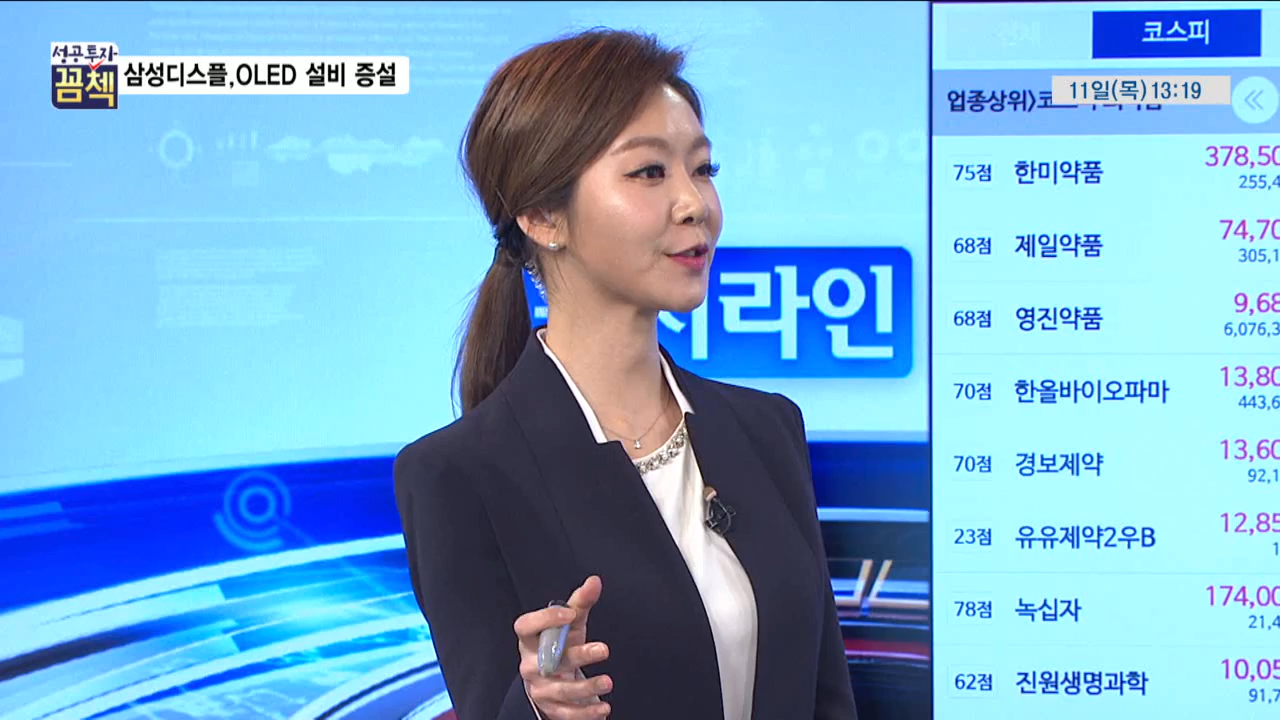 성공투자
꼼첵
삼성디스플,OLED 설비 증설
전체
코스피
업종상위>코
11일(목)13:19
75점 한미약품 378,50
255,4
68점 제일약품 74,70
305,1
68점 영진약품 9,68
6,076,3
70점 한올바이오파마 13,80
443,6
70점 경보제약 13,60
92,1
23점 유유제약2우B 12,85
1
78점 녹십자 174,00
21,4
62점 진원생명과학 10,05
91,7
라인